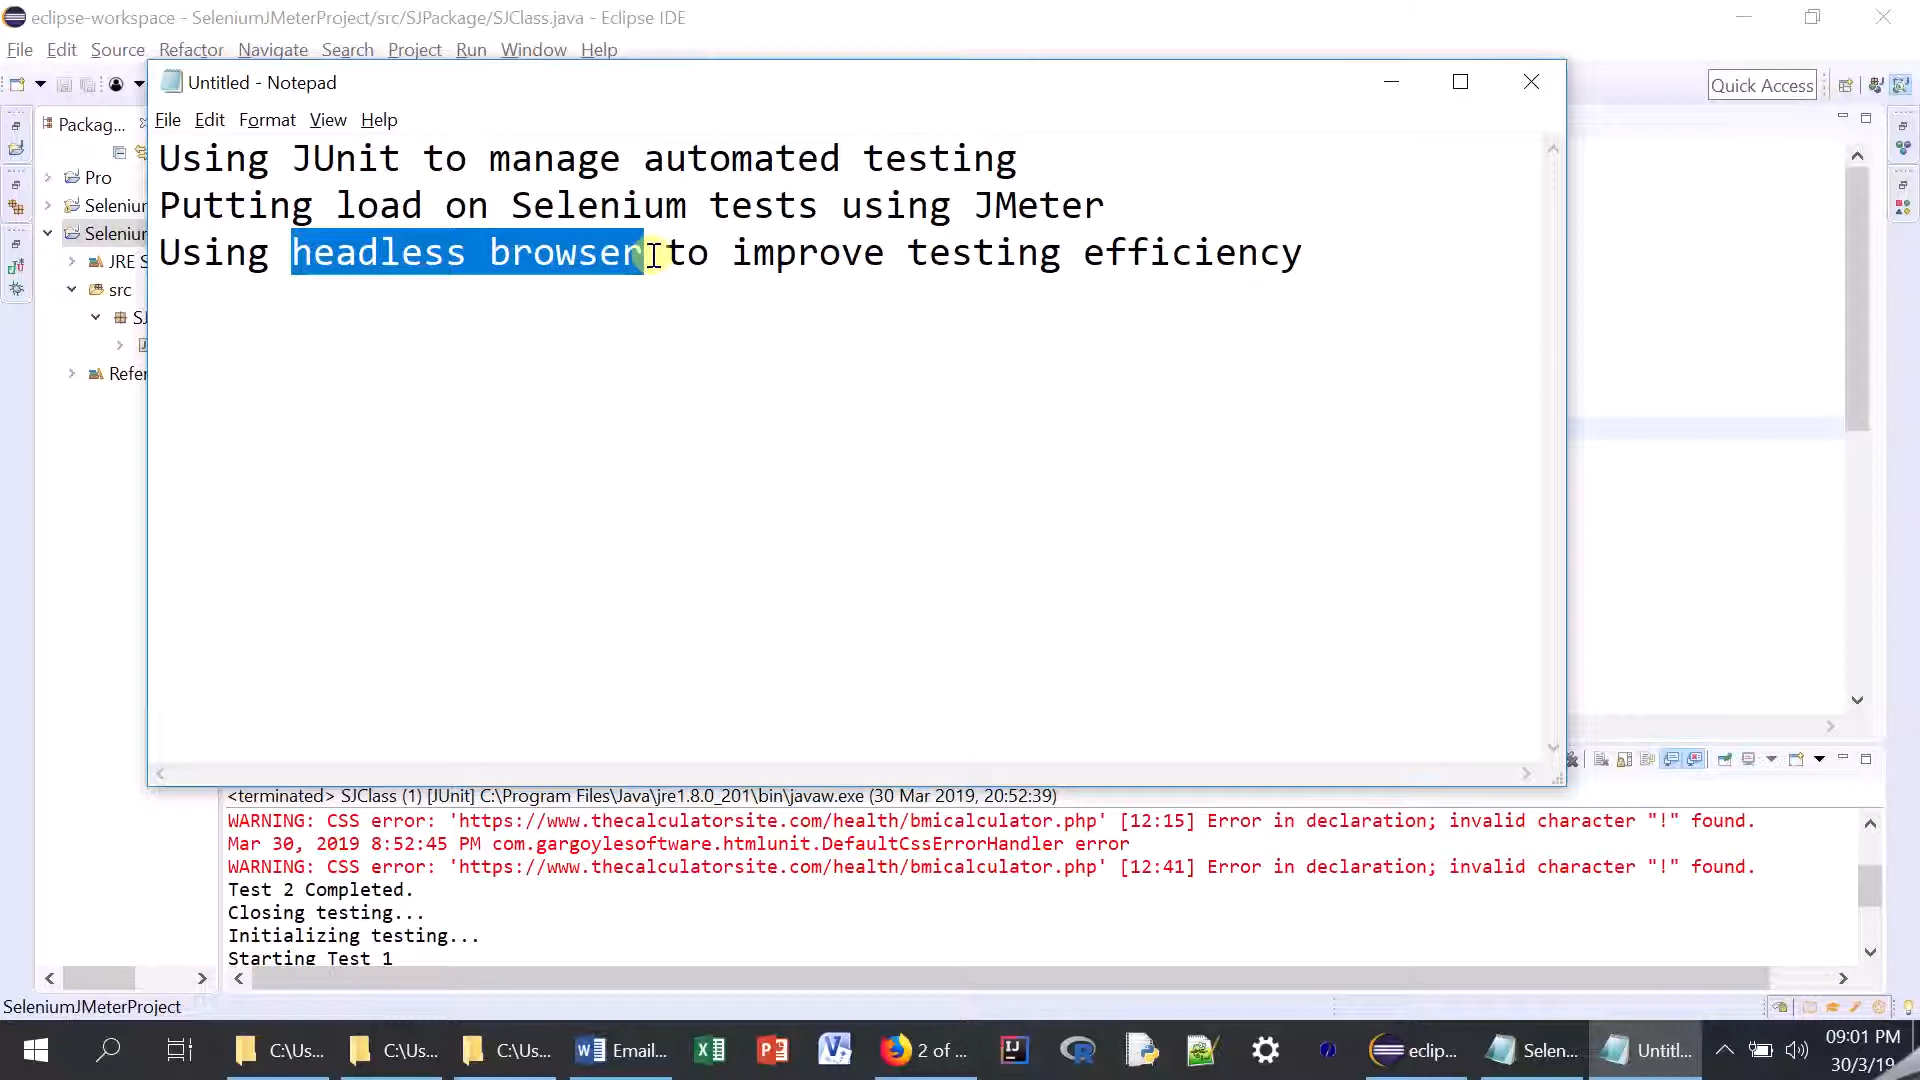 eclipse-workspace - SeleniumJMeterProject/src/SJPackage/SJClass.java - Eclipse IDE
File Edit Source Refactor Navigate Search Project Run Window Help
Quick Access
Untitled - Notepad
File Edit Format View Help
Using JUnit to manage automated testing
Putting load on Selenium tests using JMeter
Using headless browser to improve testing efficiency
Packag...
Pro
Seleniur
Seleniur
JRE S
src
SJ
Refer
<terminated> SJClass (1) [JUnit] C:\Program Files\Java\jre1.8.0_201\bin\javaw.exe (30 Mar 2019, 20:52:39)
WARNING: CSS error: 'https://www.thecalculatorsite.com/health/bmicalculator.php' [12:15] Error in declaration; invalid character "!" found.
Mar 30, 2019 8:52:45 PM com.gargoylesoftware.htmlunit.DefaultCssErrorHandler error
WARNING: CSS error: 'https://www.thecalculatorsite.com/health/bmicalculator.php' [12:41] Error in declaration; invalid character "!" found.
Test 2 Completed.
Closing testing...
Initializing testing...
Starting Test 1
SeleniumJMeterProject
C:\Us... C:\Us... C:\Us... Email... 2 of ... eclip... Selen... Untitl...
09:01 PM
30/3/19